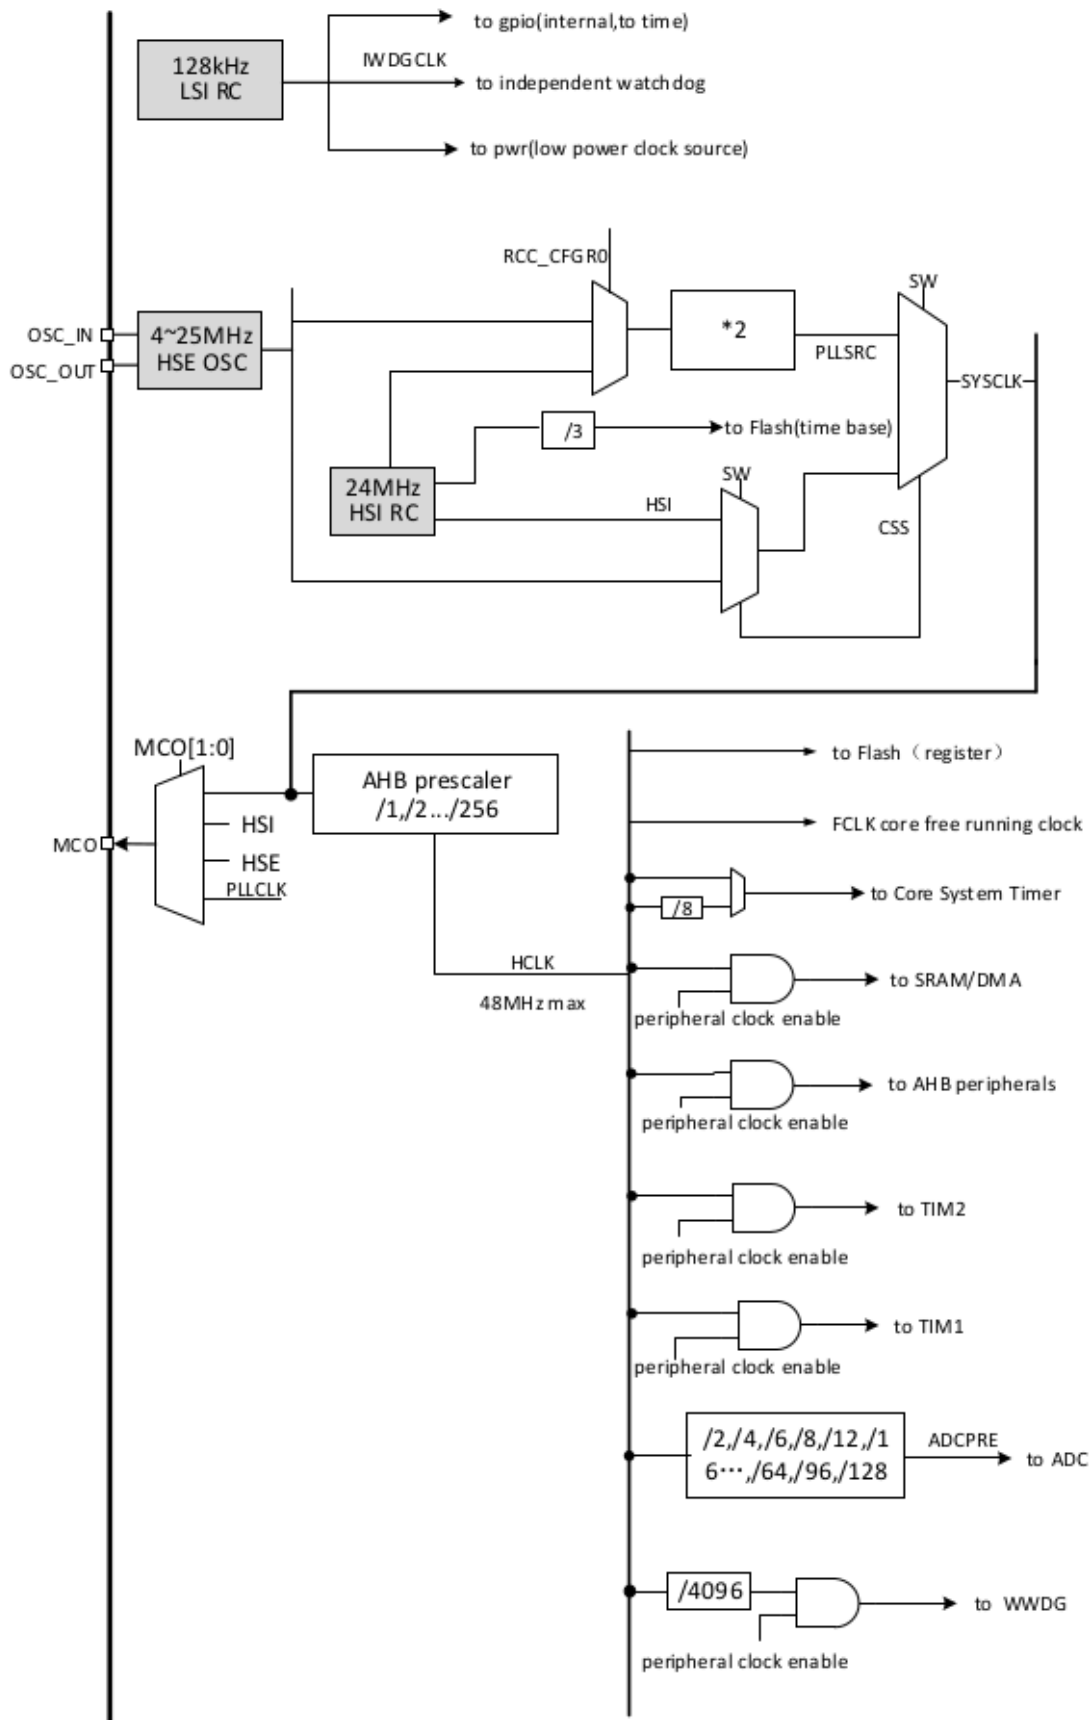 to gpio(internal,to time)
128kHz
LSI RC
IWDGCLK
to independent watchdog
to pwr(low power clock source)
RCC_CFGR0
SW
OSC_IN
OSC_OUT
4~25MHz
HSE OSC
*2
PLLSRC
SYSCLK
/3
to Flash(time base)
24MHz
HSI RC
HSI
SW
CSS
MCO[1:0]
AHB prescaler
/1,/2.../256
HSI
MCO
HSE
PLLCLK
to Flash（register）
FCLK core free running clock
/8
to Core System Timer
HCLK
48MHz max
to SRAM/DMA
peripheral clock enable
to AHB peripherals
peripheral clock enable
to TIM2
peripheral clock enable
to TIM1
peripheral clock enable
/2,/4,/6,/8,/12,/1
6⋯,/64,/96,/128
ADCPRE
to ADC
/4096
to WWDG
peripheral clock enable